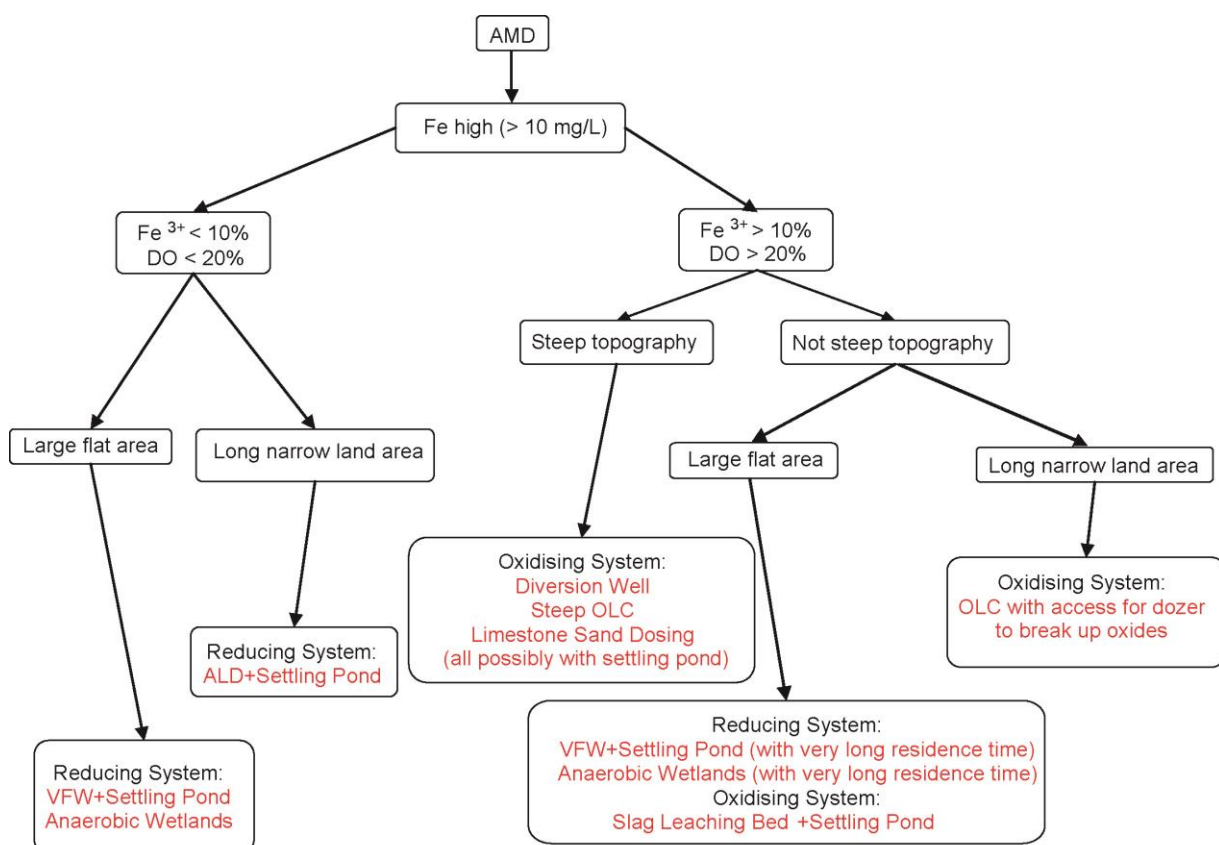 AMD
Fe high (> 10 mg/L)
Fe 3+ < 10%
DO < 20%
Fe 3+ > 10%
DO > 20%
Steep topography
Not steep topography
Large flat area
Long narrow land area
Large flat area
Long narrow land area
Oxidising System:
Diversion Well
Steep OLC
Limestone Sand Dosing
(all possibly with settling pond)
Oxidising System:
OLC with access for dozer
to break up oxides
Reducing System:
ALD+Settling Pond
Reducing System:
VFW+Settling Pond
Anaerobic Wetlands
Reducing System:
VFW+Settling Pond (with very long residence time)
Anaerobic Wetlands (with very long residence time)
Oxidising System:
Slag Leaching Bed +Settling Pond